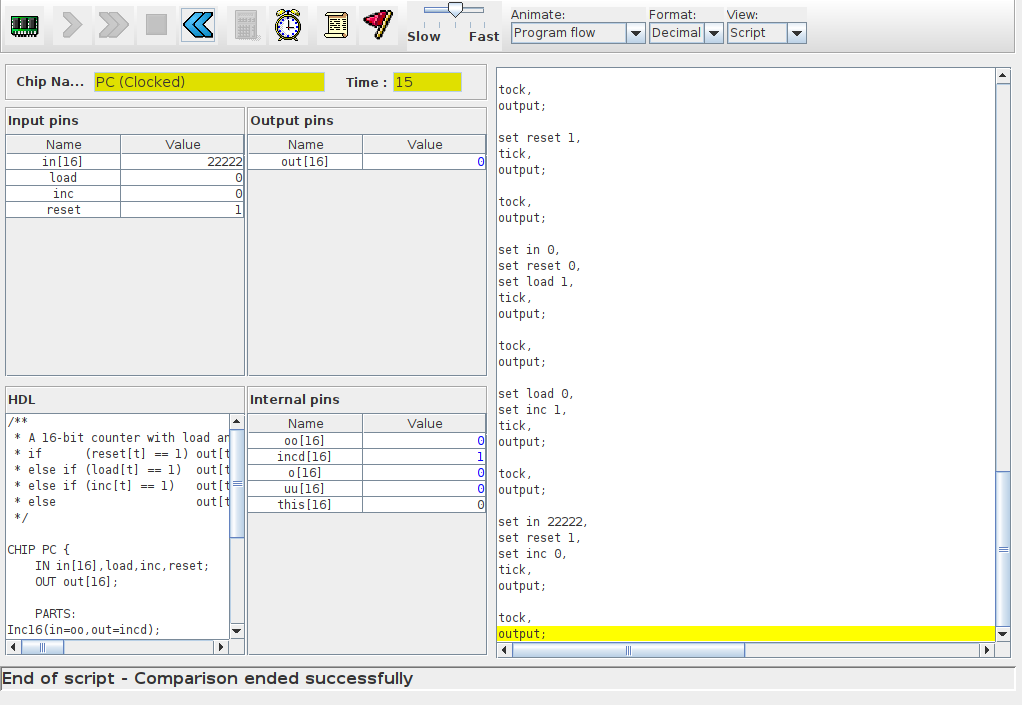 Slow Fast
Animate:
Program flow
Format:
Decimal
View:
Script
Chip Na... PC (Clocked) Time : 15
Input pins
Name Value
in[16] 22222
load 0
inc 0
reset 1
Output pins
Name Value
out[16] 0
HDL
/**
* A 16-bit counter with load an
* if (reset[t] == 1) out[t
* else if (load[t] == 1) out[t
* else if (inc[t] == 1) out[t
* else out[t
*/
CHIP PC {
IN in[16],load,inc,reset;
OUT out[16];
PARTS:
Inc16(in=oo,out=incd);
Internal pins
Name Value
oo[16] 0
incd[16] 1
o[16] 0
uu[16] 0
this[16] 0
tock,
output;
set reset 1,
tick,
output;
tock,
output;
set in 0,
set reset 0,
set load 1,
tick,
output;
tock,
output;
set load 0,
set inc 1,
tick,
output;
tock,
output;
set in 22222,
set reset 1,
set inc 0,
tick,
output;
tock,
output;
End of script - Comparison ended successfully